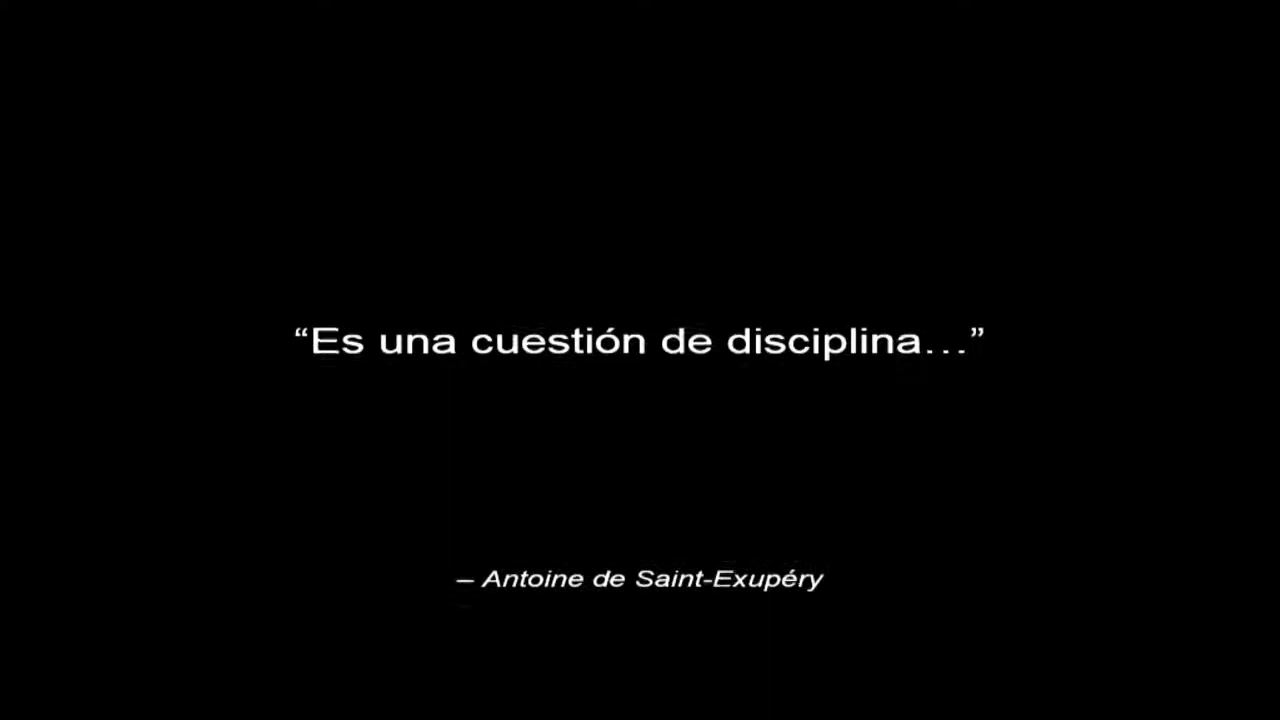 “Es una cuestión de disciplina…”
– Antoine de Saint-Exupéry